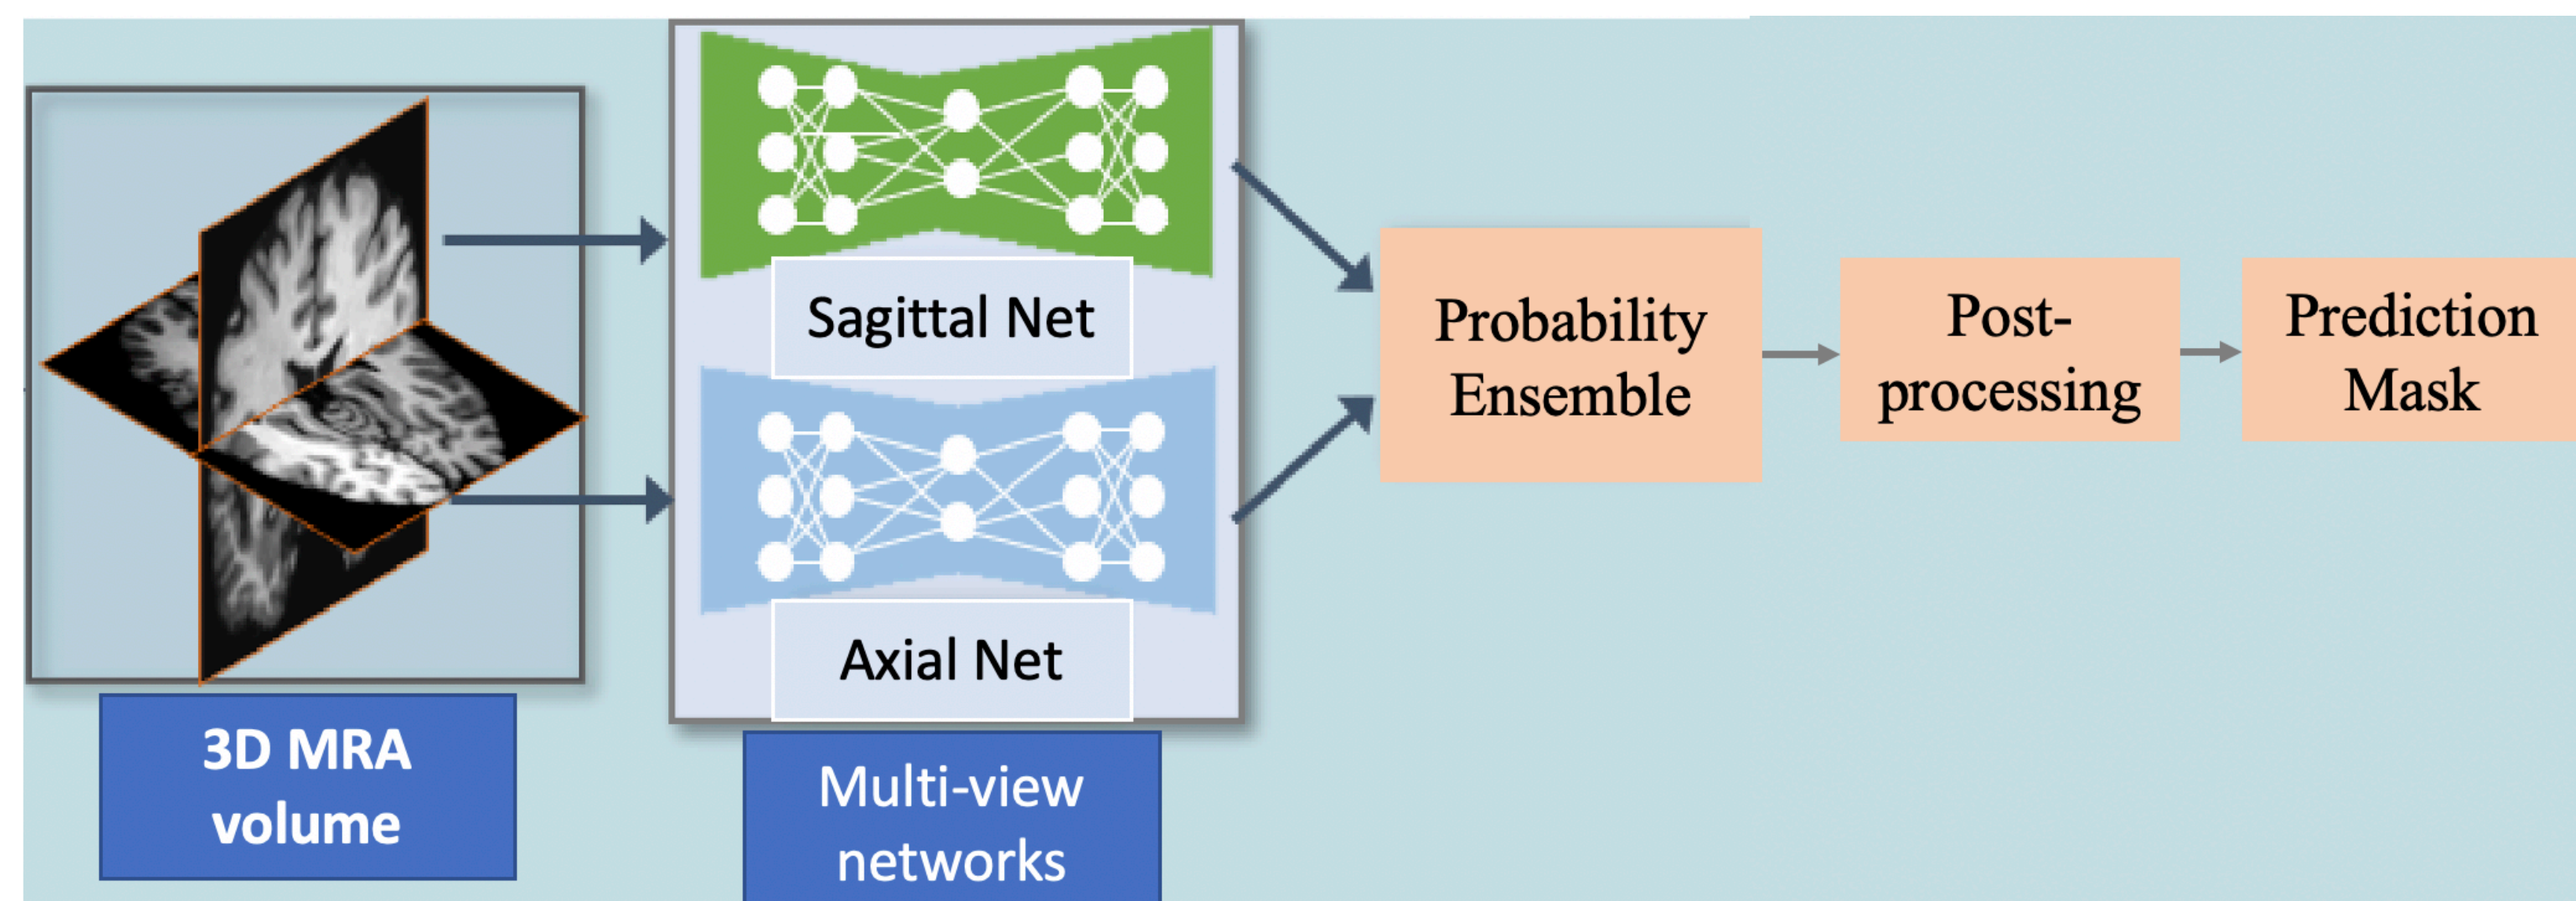 3D MRA
volume
Sagittal Net
Axial Net
Multi-view
networks
Probability
Ensemble
Post-
processing
Prediction
Mask